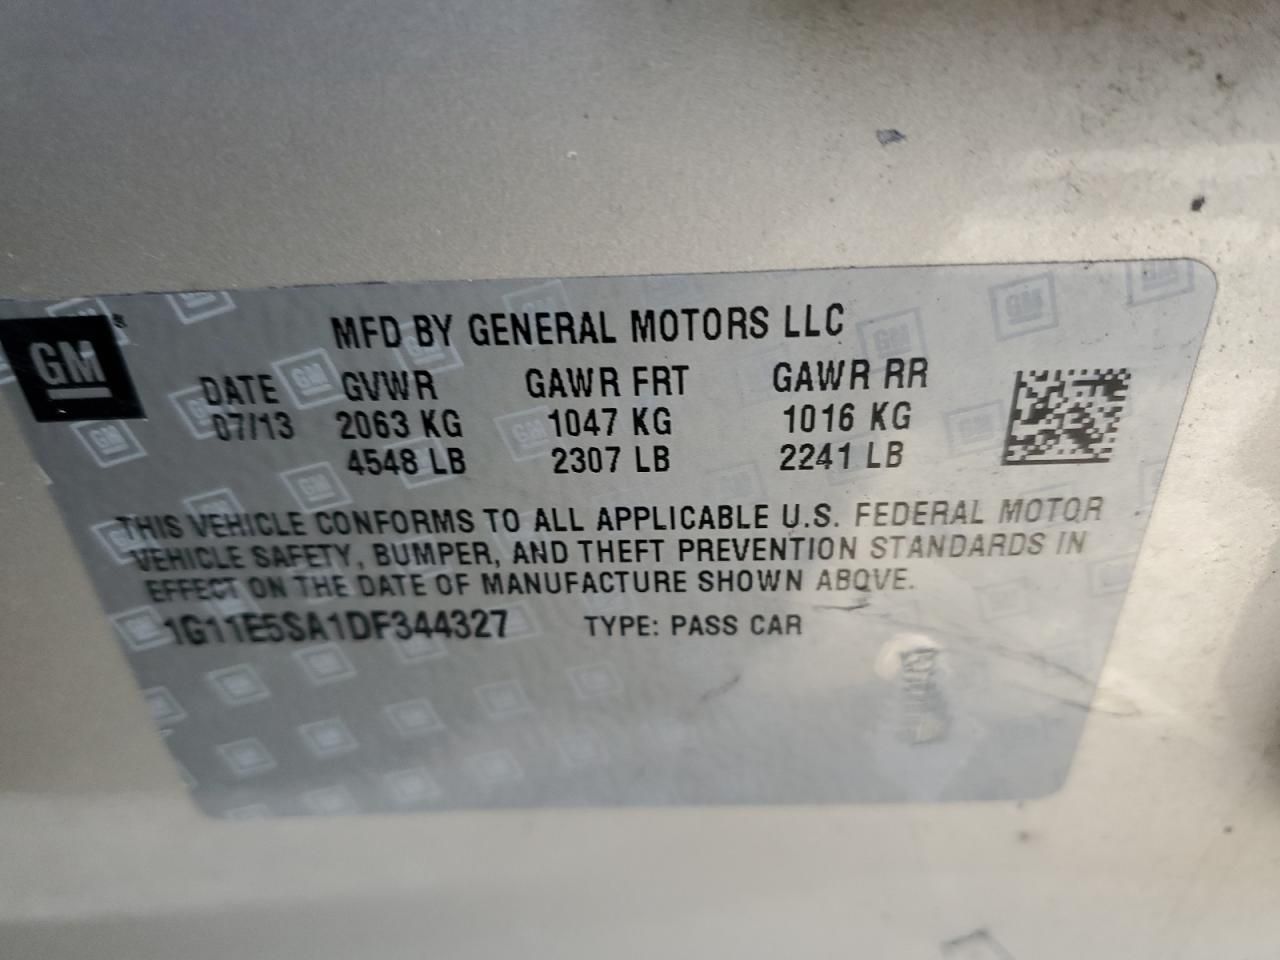 GM
MFD BY GENERAL MOTORS LLC
DATE GVWR GAWR FRT GAWR RR
07/13 2063 KG 1047 KG 1016 KG
4548 LB 2307 LB 2241 LB
THIS VEHICLE CONFORMS TO ALL APPLICABLE U.S. FEDERAL MOTOR
VEHICLE SAFETY, BUMPER, AND THEFT PREVENTION STANDARDS IN
EFFECT ON THE DATE OF MANUFACTURE SHOWN ABOVE.
1G11E5SA1DF344327 TYPE: PASS CAR